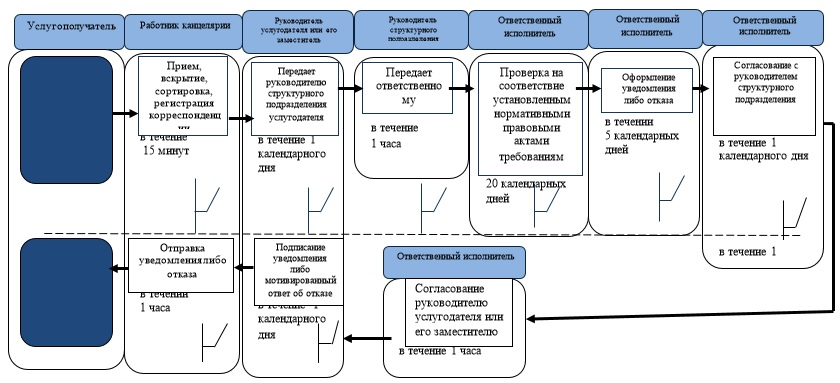 Услугополучатель
Работник канцелярии
Руководитель
услугодателя или его
заместитель
Руководитель
структурного
подразделения
Ответственный
исполнитель
Ответственный
исполнитель
Ответственный
исполнитель
Прием,
вскрытие,
сортировка,
регистрация
корреспонденц
ии
в течение
15 минут
Передает
руководителю
структурного
подразделения
услугодателя
в течение 1
календарного
дня
Передает
ответственно
му
в течение
1 часа
Проверка на
соответствие
установленным
нормативными
правовыми
актами
требованиям
20 календарных
дней
Оформление
уведомления
либо отказа
в течении
5 календарных
дней
Согласование с
руководителем
структурного
подразделения
в течение 1
календарного дня
в течение 1
Отправка
уведомления либо
отказа
в течении
1 часа
Подписание
уведомления
либо
мотивированный
ответ об отказе
в течение 1
календарного
дня
Ответственный исполнитель
Согласование
руководителю
услугодателя или
его заместителю
в течение 1 часа